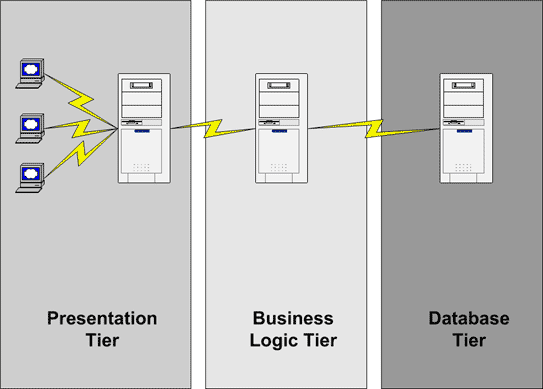 Presentation
Tier
Business
Logic Tier
Database
Tier